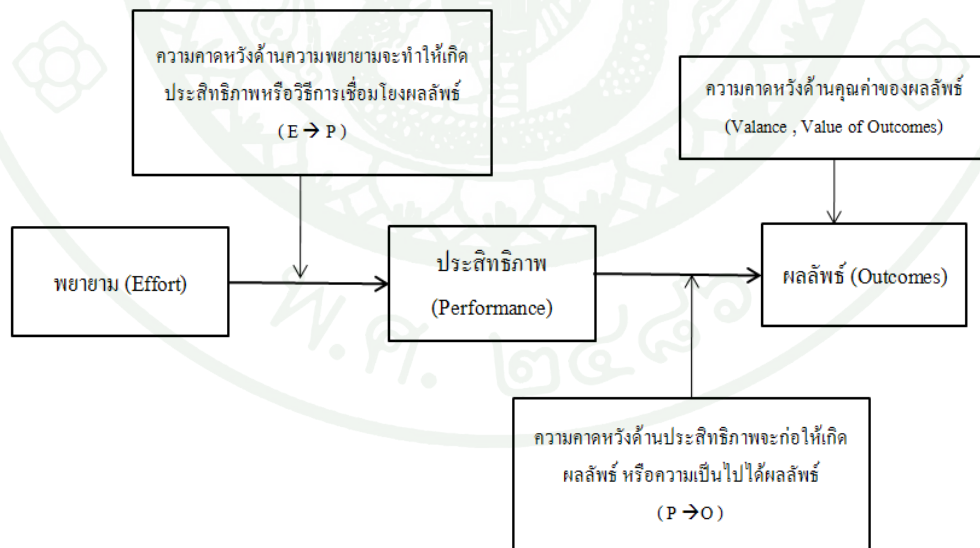 ความคาดหวังด้านความพยายามจะทำให้เกิด
ประสิทธิภาพหรือวิธีการเชื่อมโยงผลลัพธ์
( E → P )
ความคาดหวังด้านคุณค่าของผลลัพธ์
(Valance , Value of Outcomes)
พยายาม (Effort)
ประสิทธิภาพ
(Performance)
ผลลัพธ์ (Outcomes)
พ.ศ. ๒๔๘๖
ความคาดหวังด้านประสิทธิภาพจะก่อให้เกิด
ผลลัพธ์ หรือความเป็นไปได้ผลลัพธ์
( P →O )